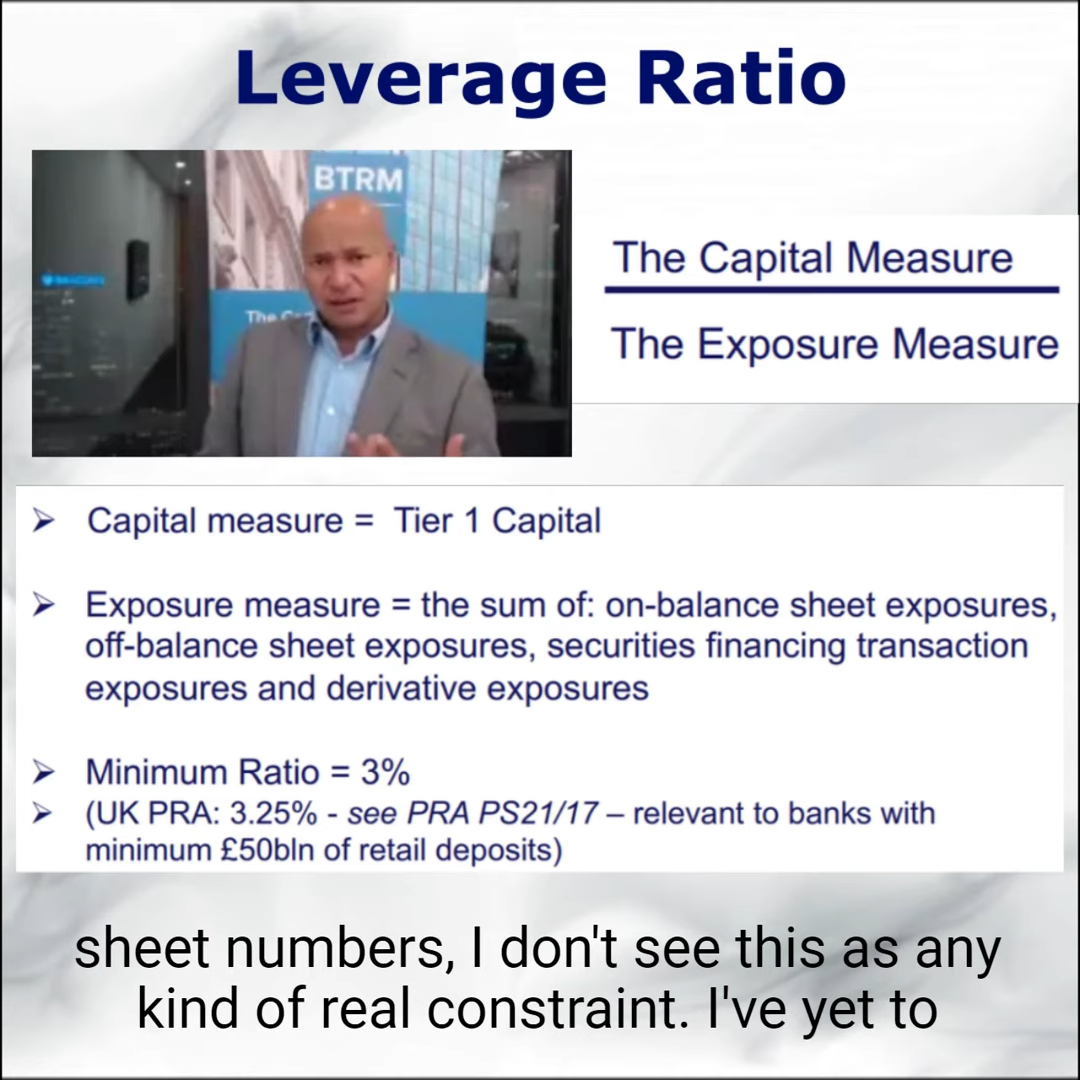 Leverage Ratio
BTRM
The
The Capital Measure
The Exposure Measure
➤ Capital measure = Tier 1 Capital
➤ Exposure measure = the sum of: on-balance sheet exposures,
off-balance sheet exposures, securities financing transaction
exposures and derivative exposures
➤ Minimum Ratio = 3%
➤ (UK PRA: 3.25% - see PRA PS21/17 – relevant to banks with
minimum £50bln of retail deposits)
sheet numbers, I don't see this as any
kind of real constraint. I've yet to